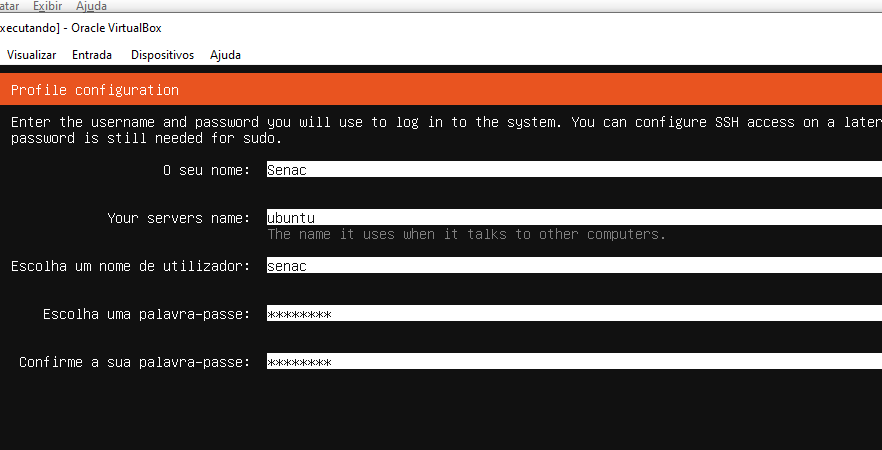 Exibir Ajuda
- Oracle VirtualBox
Visualizar Entrada Dispositivos Ajuda
Profile configuration
Enter the username and password you will use to log in to the system. You can configure SSH access on a later
password is still needed for sudo.
O seu nome: Senac
Your servers name: ubuntu
The name it uses when it talks to other computers.
Escolha um nome de utilizador: senac
Escolha uma palavra-passe: ********
Confirme a sua palavra-passe: ********